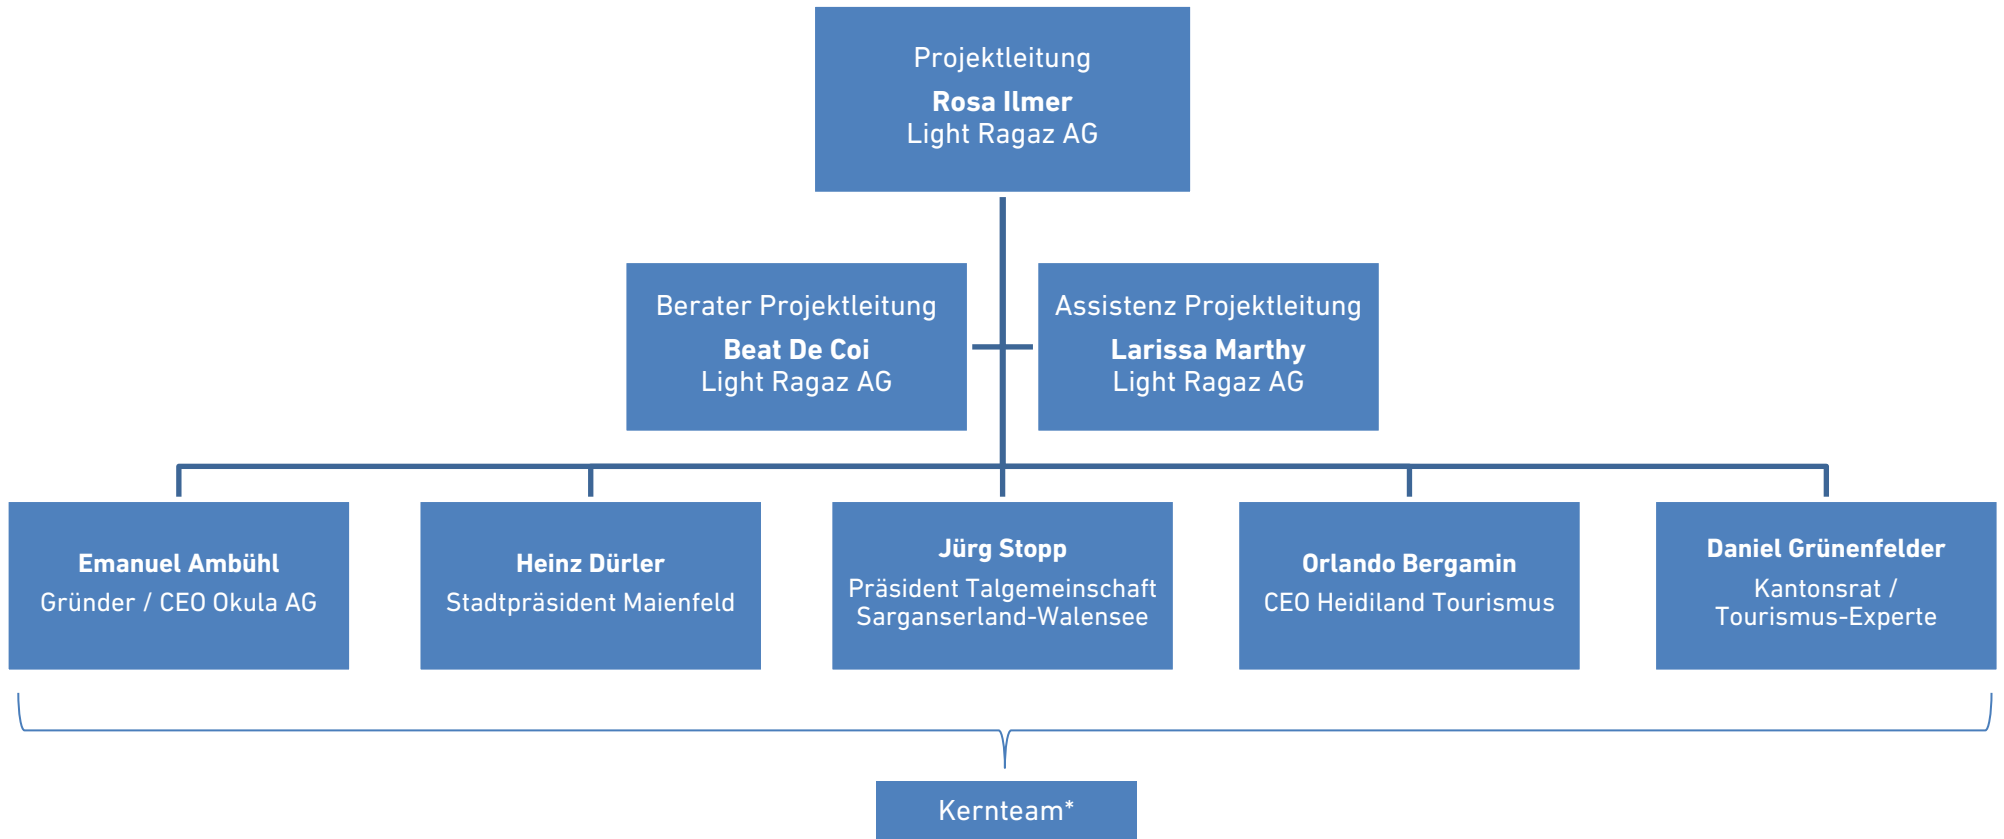 Projektleitung
Rosa Ilmer
Light Ragaz AG
Berater Projektleitung
Beat De Coi
Light Ragaz AG
Assistenz Projektleitung
Larissa Marthy
Light Ragaz AG
Emanuel Ambühl
Gründer / CEO Okula AG
Heinz Dürler
Stadtpräsident Maienfeld
Jürg Stopp
Präsident Talgemeinschaft
Sarganserland-Walensee
Orlando Bergamin
CEO Heidiland Tourismus
Daniel Grünenfelder
Kantonsrat /
Tourismus-Experte
Kernteam*